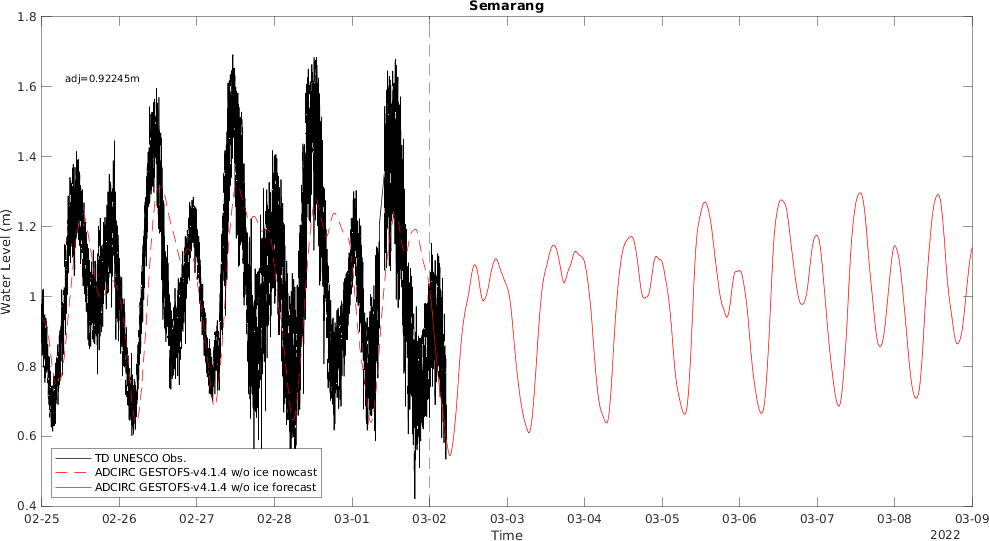 Semarang
1.8
1.6
1.4
1.2
1
0.8
0.6
0.4
Water Level (m)
adj=0.92245m
TD UNESCO Obs.
ADCIRC GESTOFS-v4.1.4 w/o ice nowcast
ADCIRC GESTOFS-v4.1.4 w/o ice forecast
02-25 02-26 02-27 02-28 03-01 03-02 03-03 03-04 03-05 03-06 03-07 03-08 03-09
Time
2022